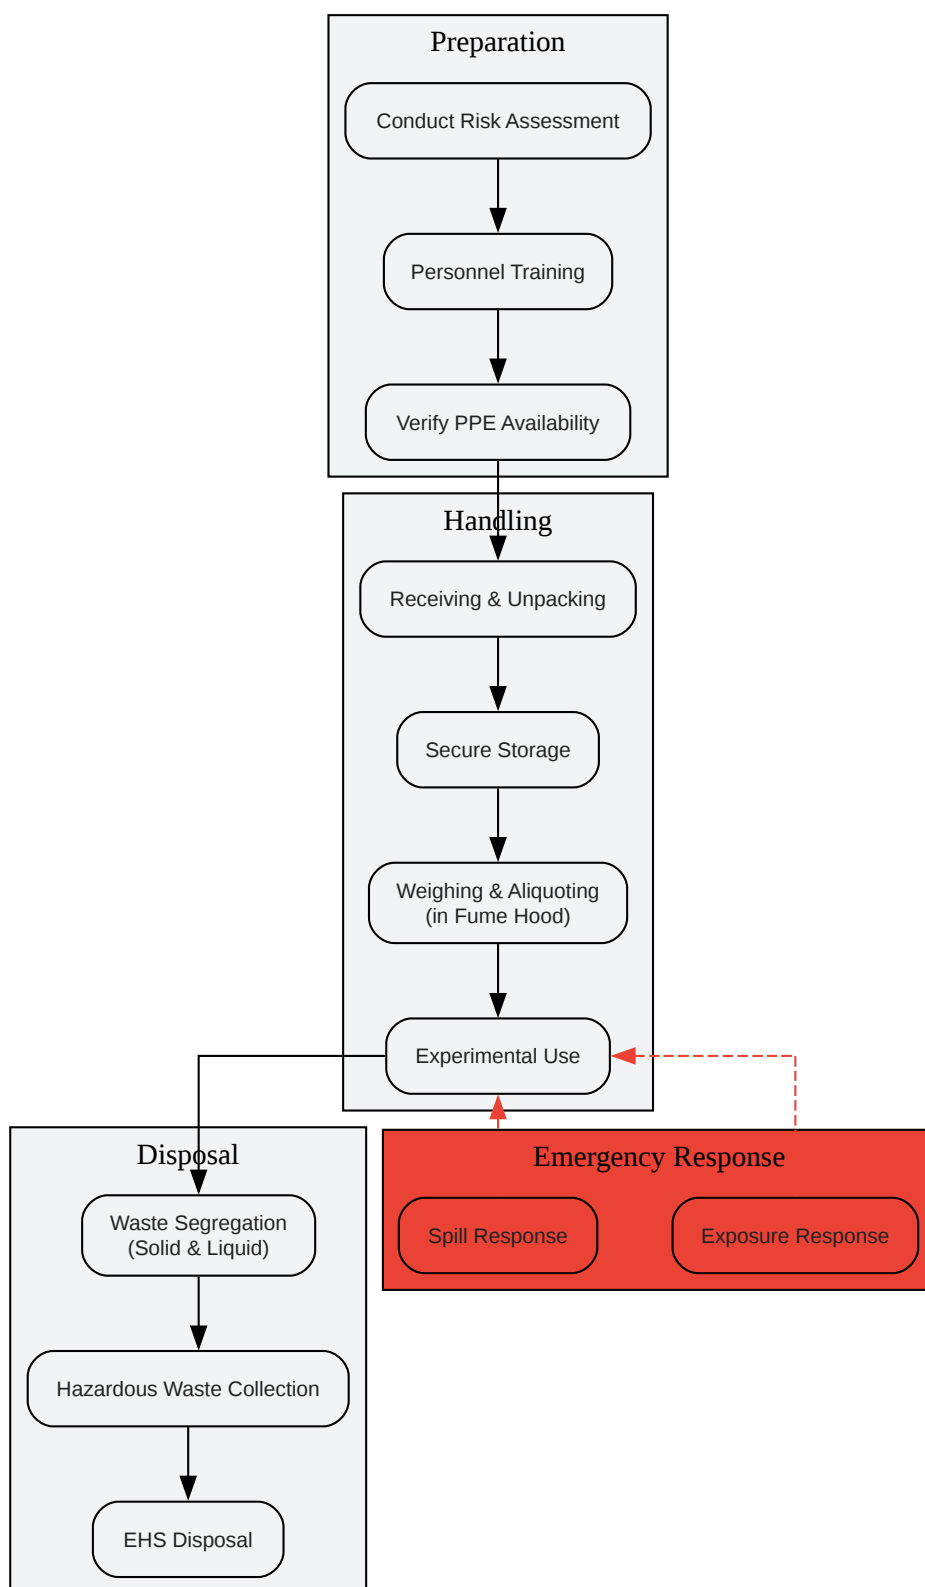 Preparation
Conduct Risk Assessment
Personnel Training
Verify PPE Availability
Handling
Receiving & Unpacking
Secure Storage
Weighing & Aliquoting
(in Fume Hood)
Experimental Use
Disposal
Waste Segregation
(Solid & Liquid)
Hazardous Waste Collection
EHS Disposal
Emergency Response
Spill Response
Exposure Response